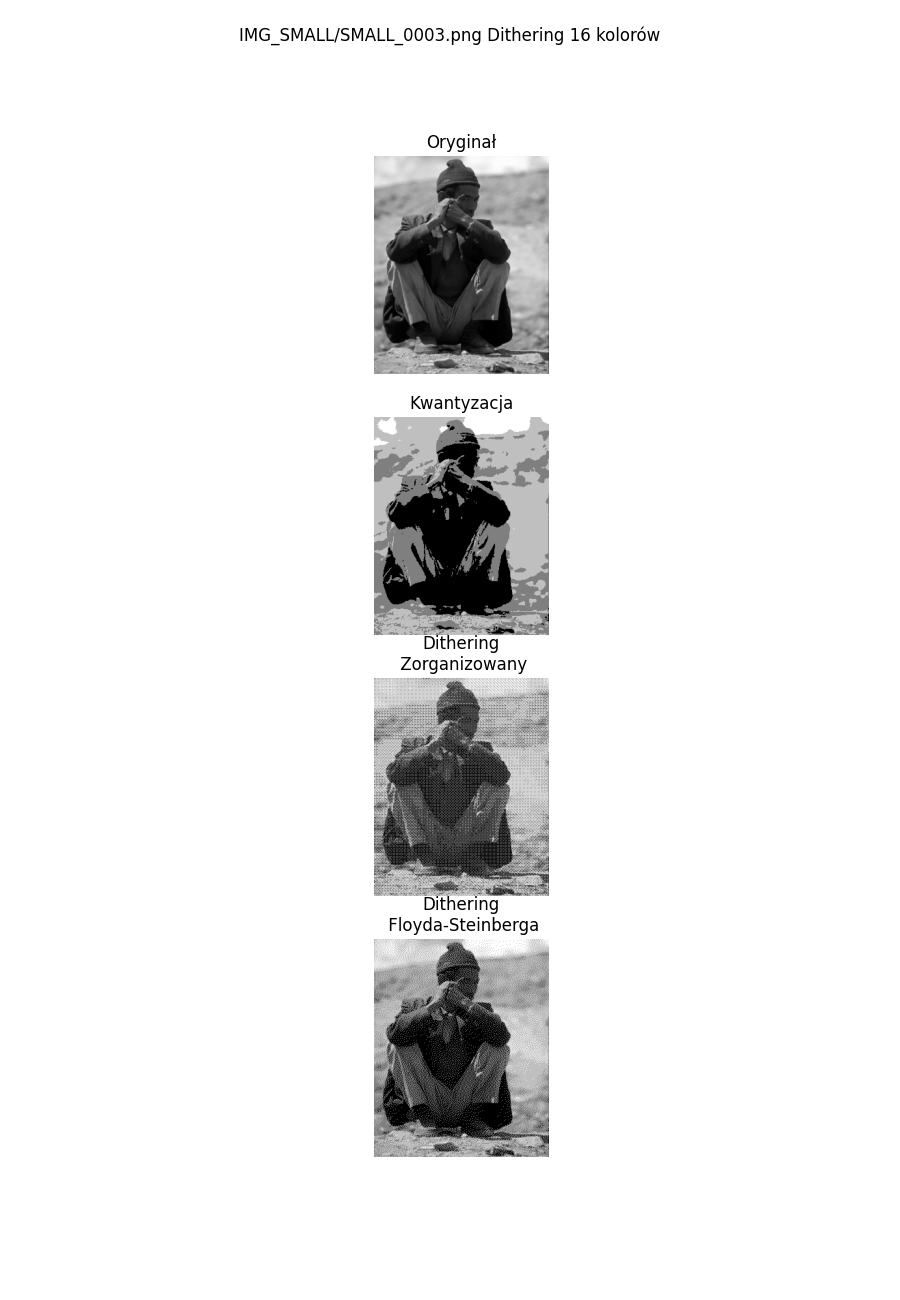 IMG_SMALL/SMALL_0003.png Dithering 16 kolorów
Oryginał
Kwantyzacja
Dithering
Zorganizowany
Dithering
Floyda-Steinberga